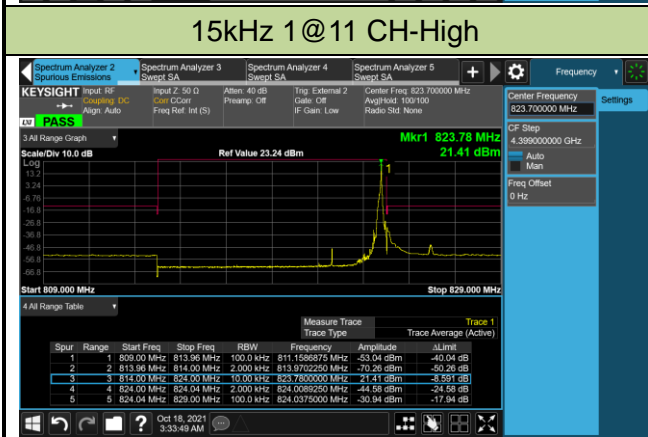 15kHz 1@11 CH-High
Spectrum Analyzer 2
Spurious Emissions
Spectrum Analyzer 3
Swept SA
Spectrum Analyzer 4
Swept SA
Spectrum Analyzer 5
Swept SA
Frequency
KEYSIGHT
Input: RF
Coupling: DC
Align: Auto
Input Z: 50 Ω
Corr CCorr
Freq Ref: Int (S)
Atten: 40 dB
Preamp: Off
Trig: External 2
Gate: Off
IF Gain: Low
Center Freq: 823.700000 MHz
Avg|Hold: 100/100
Radio Std: None
LXI PASS
Center Frequency
823.700000 MHz
Settings
CF Step
4.399000000 GHz
Auto
Man
Freq Offset
0 Hz
3 All Range Graph
Mkr1 823.78 MHz
Scale/Div 10.0 dB
Ref Value 23.24 dBm
21.41 dBm
Log
1
13.2
3.24
-6.76
-16.8
-26.8
-36.8
-46.8
-56.8
-66.8
Start 809.000 MHz
Stop 829.000 MHz
4 All Range Table
Measure Trace Trace 1
Trace Type Trace Average (Active)
Spur Range Start Freq Stop Freq RBW Frequency Amplitude ΔLimit
1 1 809.00 MHz 813.96 MHz 100.0 kHz 811.1586875 MHz -53.04 dBm -40.04 dB
2 2 813.96 MHz 814.00 MHz 2.000 kHz 813.9702250 MHz -70.26 dBm -50.26 dB
3 3 814.00 MHz 824.00 MHz 10.00 kHz 823.7800000 MHz 21.41 dBm -8.591 dB
4 4 824.00 MHz 824.04 MHz 2.000 kHz 824.0089250 MHz -44.58 dBm -24.58 dB
5 5 824.04 MHz 829.00 MHz 100.0 kHz 824.0375000 MHz -30.94 dBm -17.94 dB
Oct 18, 2021
3:33:49 AM